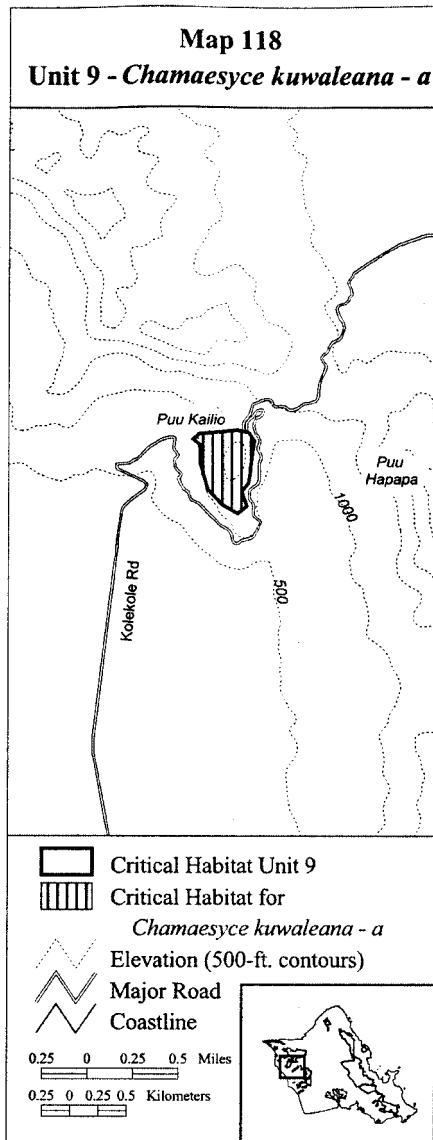 Map 118
Unit 9 - Chamaesyce kuwaleana - a
Puu Kailio
Puu
Hapapa
1000
500
Kolekole Rd
Critical Habitat Unit 9
Critical Habitat for
Chamaesyce kuwaleana - a
Elevation (500-ft. contours)
Major Road
Coastline
0.25 0 0.25 0.5 Miles
0.25 0 0.25 0.5 Kilometers